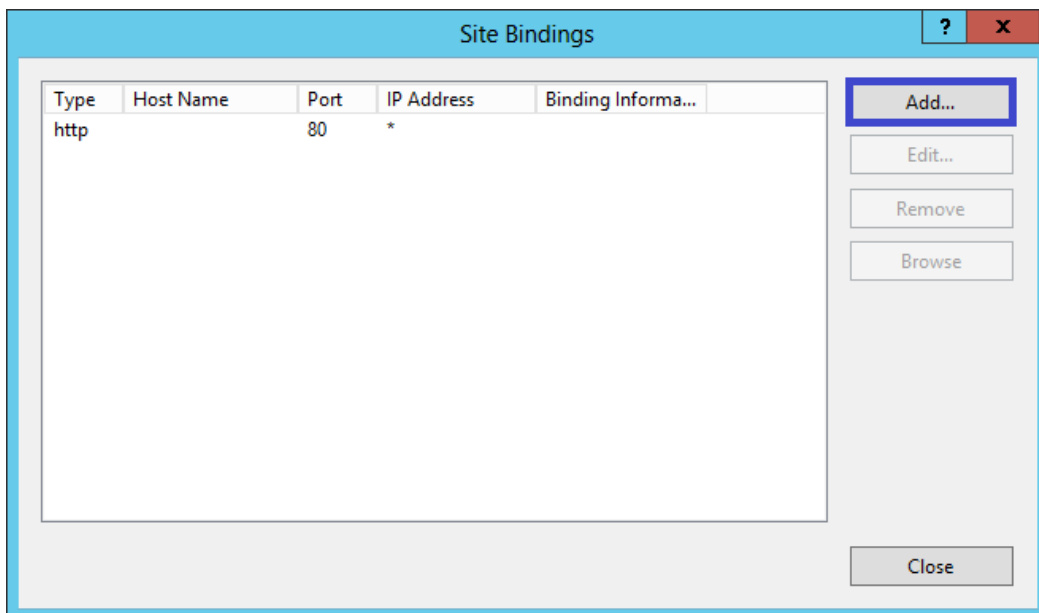 Site Bindings
? x
Type Host Name Port IP Address Binding Informa...
http 80 *
Add...
Edit...
Remove
Browse
Close